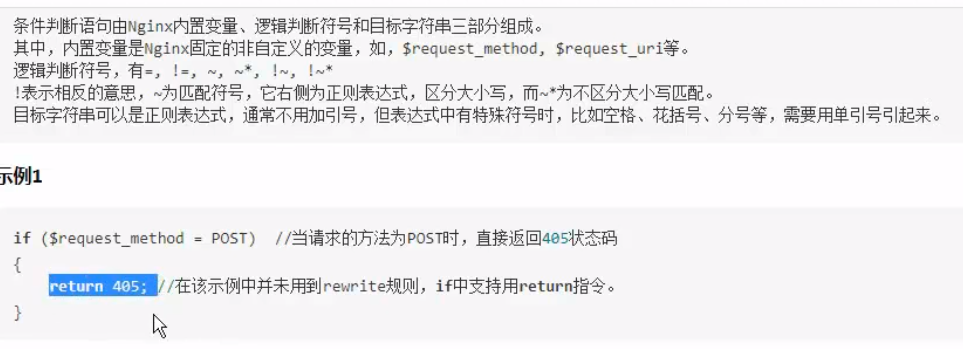 条件判断语句由Nginx内置变量、逻辑判断符号和目标字符串三部分组成。
其中，内置变量是Nginx固定的非自定义的变量，如，$request_method, $request_uri等。
逻辑判断符号，有=, !=, ~, ~*, !~, !~*
!表示相反的意思，~为匹配符号，它右侧为正则表达式，区分大小写，而~*为不区分大小写匹配。
目标字符串可以是正则表达式，通常不用加引号，但表达式中有特殊符号时，比如空格、花括号、分号等，需要用单引号引起来。
示例1
if ($request_method = POST)  //当请求的方法为POST时，直接返回405状态码
{
    return 405; //在该示例中并未用到rewrite规则，if中支持用return指令。
}